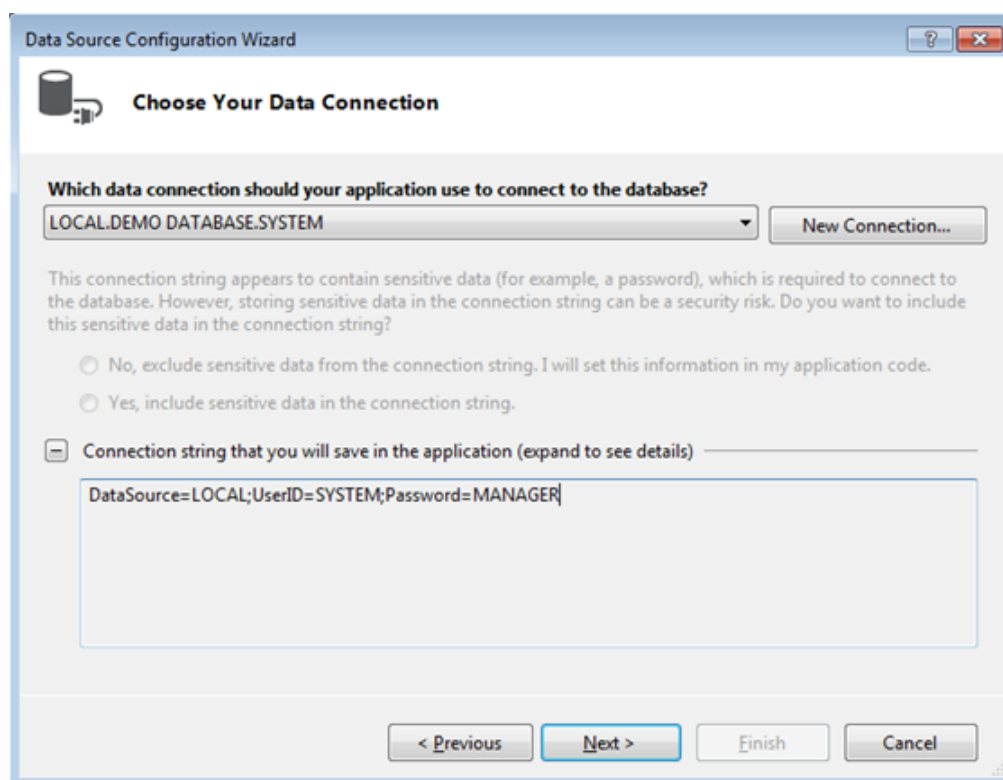 Data Source Configuration Wizard
?
Choose Your Data Connection
Which data connection should your application use to connect to the database?
LOCAL.DEMO DATABASE.SYSTEM
New Connection...
This connection string appears to contain sensitive data (for example, a password), which is required to connect to
the database. However, storing sensitive data in the connection string can be a security risk. Do you want to include
this sensitive data in the connection string?
No, exclude sensitive data from the connection string. I will set this information in my application code.
Yes, include sensitive data in the connection string.
Connection string that you will save in the application (expand to see details)
DataSource=LOCAL;UserID=SYSTEM;Password=MANAGER
< Previous
Next >
Finish
Cancel